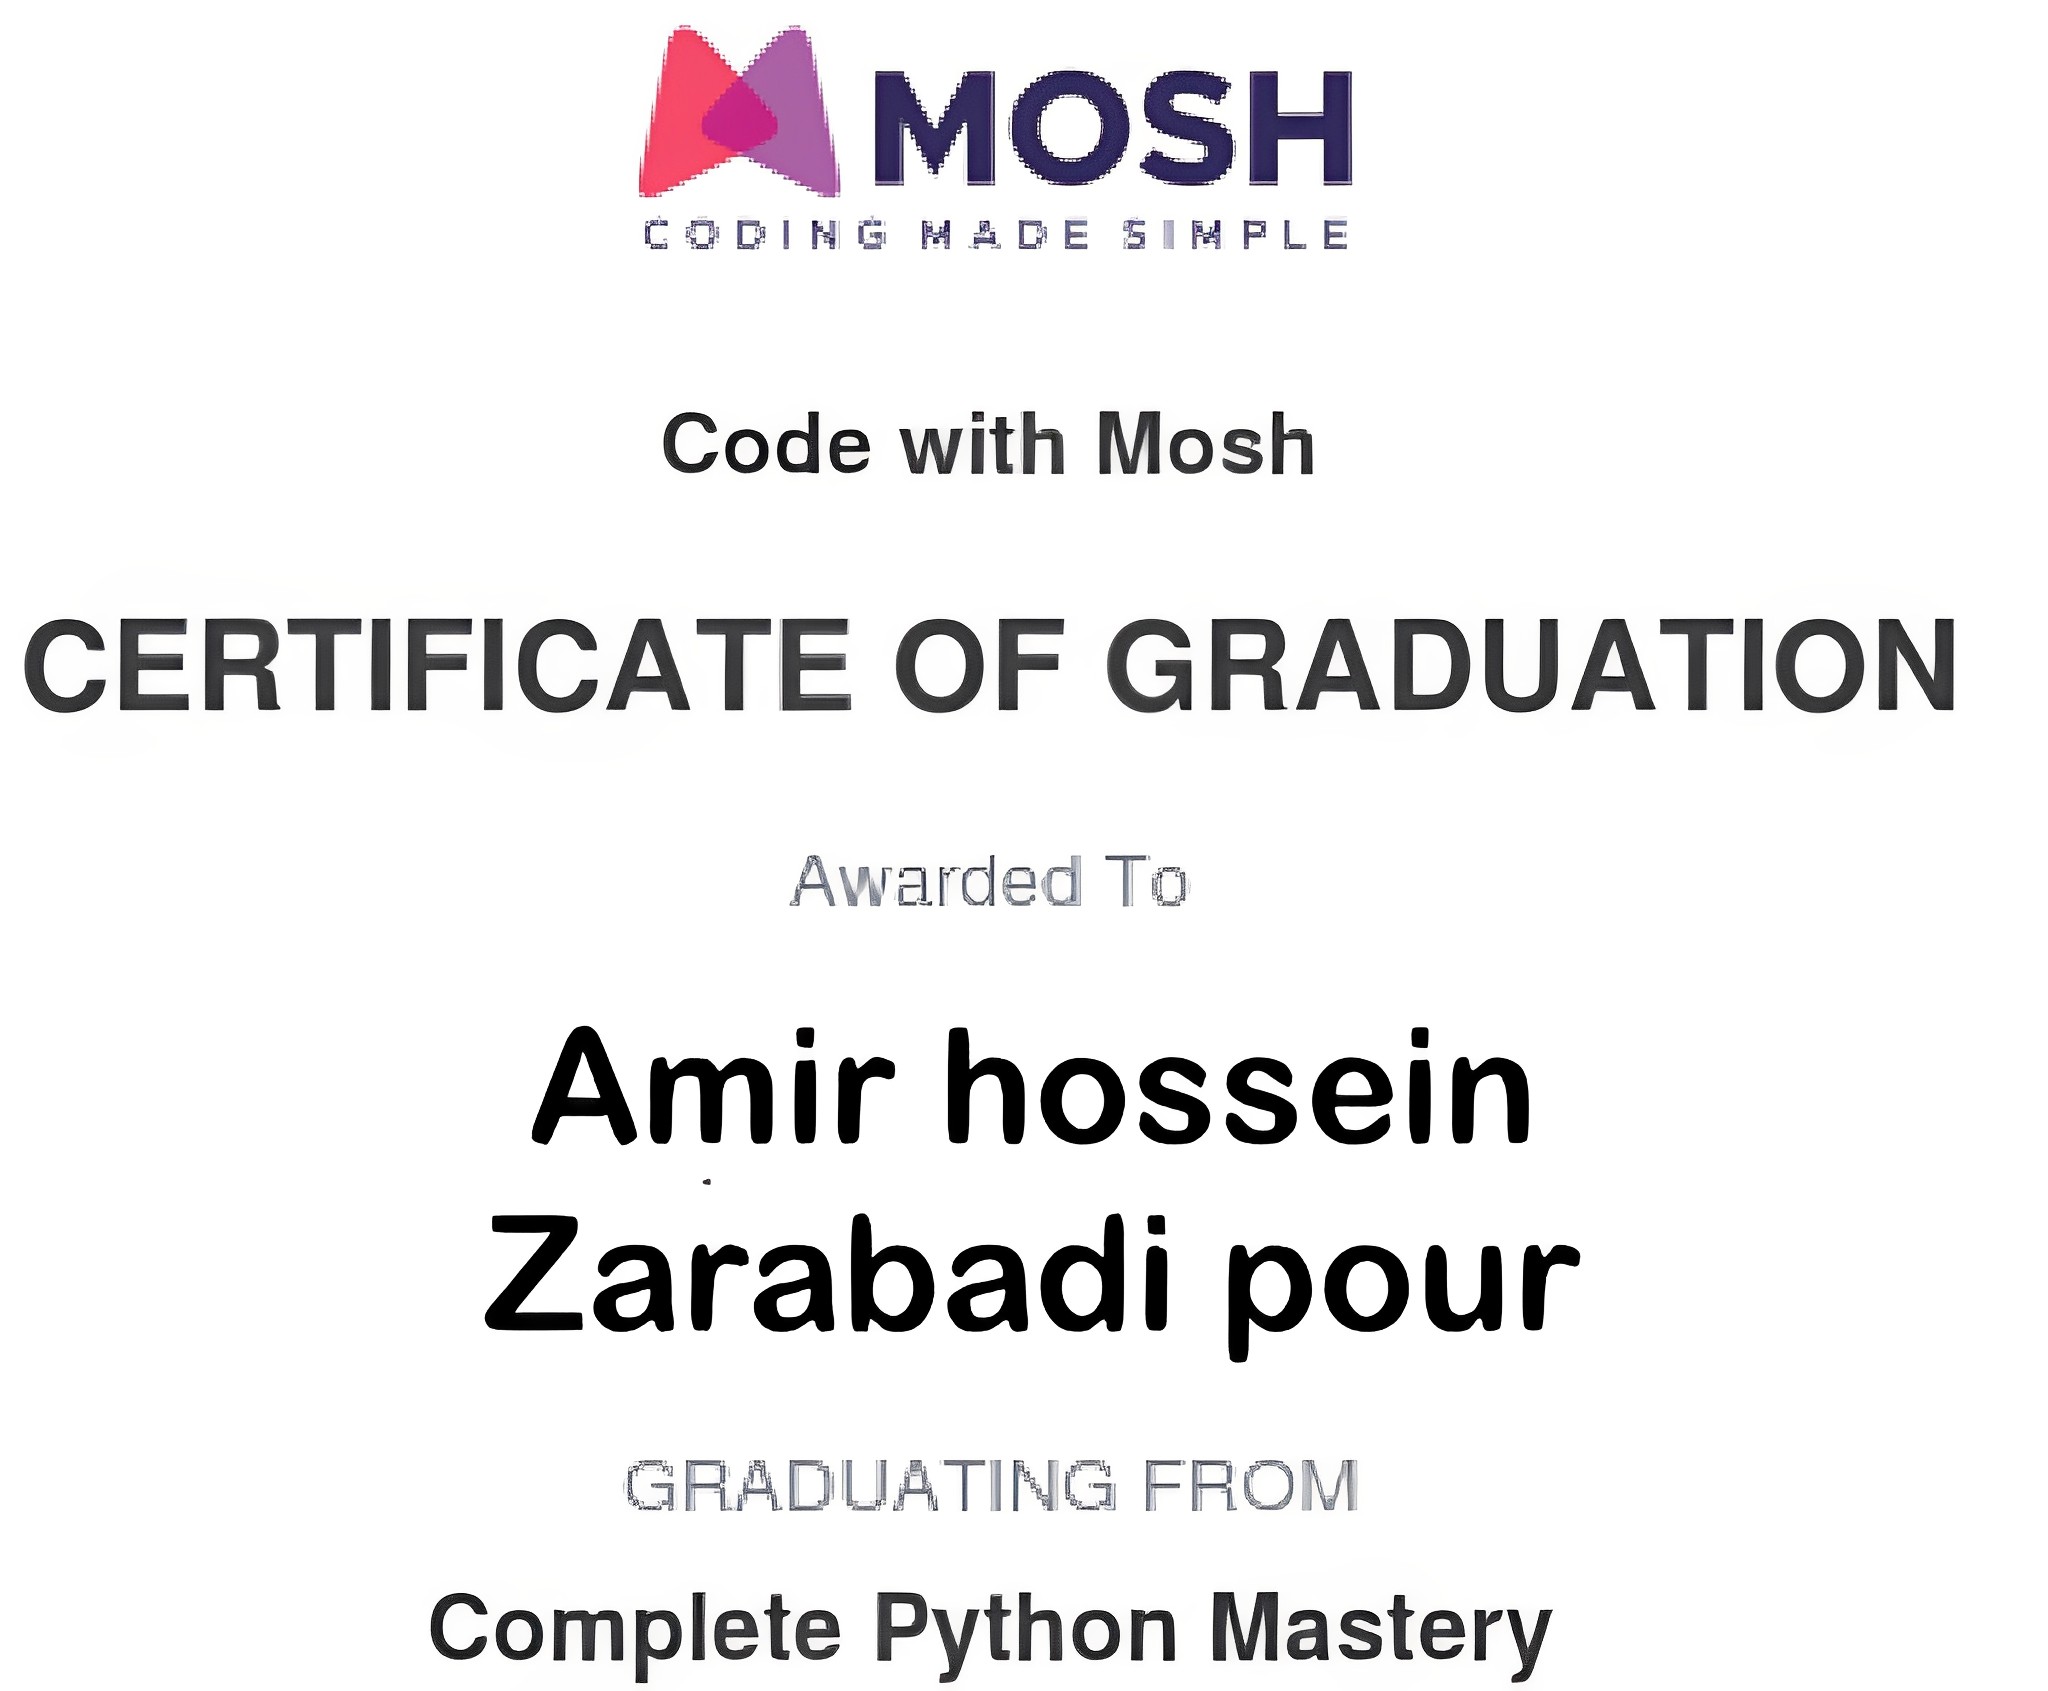 MOSH
CODING MADE SIMPLE
Code with Mosh
CERTIFICATE OF GRADUATION
Awarded To
Amir hossein
Zarabadi pour
GRADUATING FROM
Complete Python Mastery